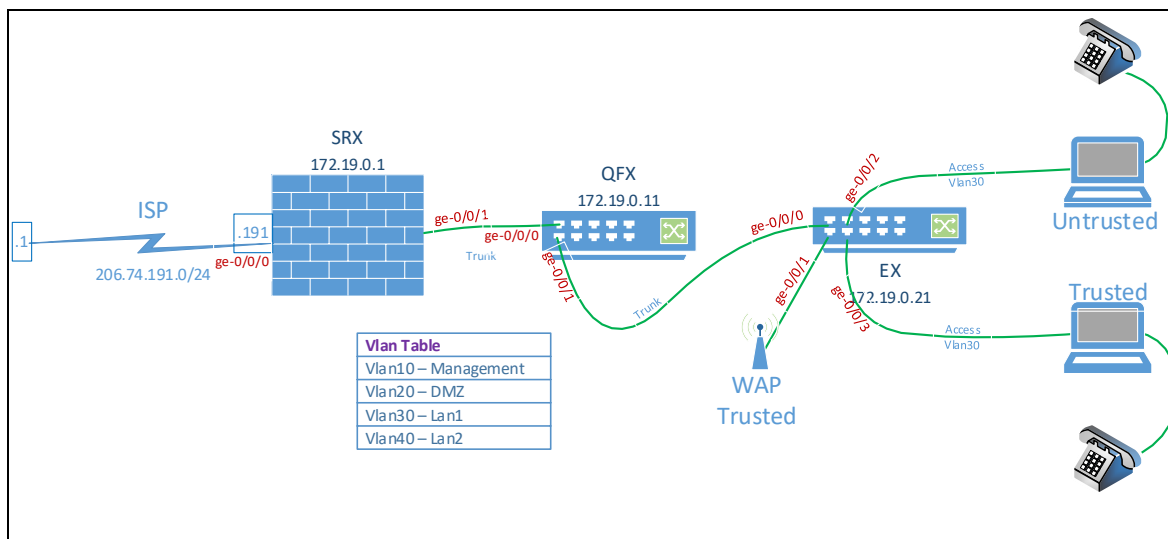 SRX
172.19.0.1
ISP
.1
.191
ge-0/0/0
206.74.191.0/24
ge-0/0/1
Trunk
QFX
172.19.0.11
ge-0/0/0
ge-0/0/1
Trunk
ge-0/0/0
ge-0/0/1
ge-0/0/2
ge-0/0/3
EX
172.19.0.21
Access
Vlan30
Untrusted
Trusted
Access
Vlan30
WAP
Trusted
Vlan Table
Vlan10 – Management
Vlan20 – DMZ
Vlan30 – Lan1
Vlan40 – Lan2